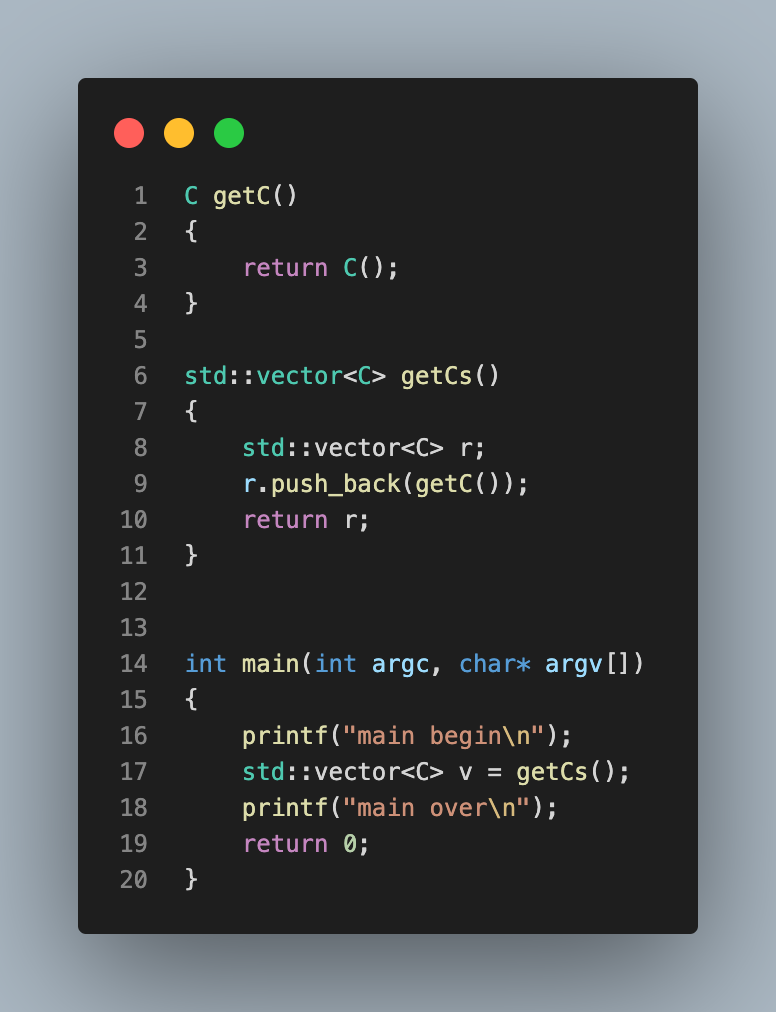 1 C getC()
2 {
3     return C();
4 }
5
6 std::vector<C> getCs()
7 {
8     std::vector<C> r;
9     r.push_back(getC());
10     return r;
11 }
12
13
14 int main(int argc, char* argv[])
15 {
16     printf("main begin\n");
17     std::vector<C> v = getCs();
18     printf("main over\n");
19     return 0;
20 }